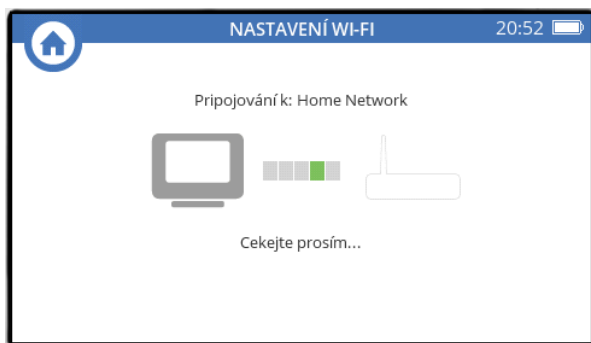 NASTAVENÍ WI-FI 20:52
Pripojování k: Home Network
Cekejte prosím...